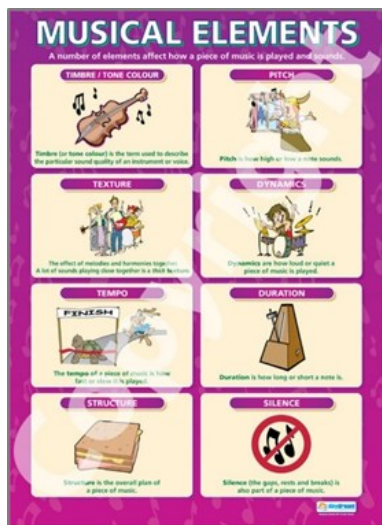 MUSICAL ELEMENTS
A number of elements affect how a piece of music is played and sounds.
TIMBRE / TONE COLOUR
Timbre (or tone colour) is the term used to describe
the particular sound quality of an instrument or voice.
PITCH
Pitch is how high or low a note sounds.
TEXTURE
The effect of melodies and harmonies together.
A lot of sounds playing close together is a thick texture.
DYNAMICS
Dynamics are how loud or quiet a
piece of music is played.
TEMPO
FINISH
The tempo of a piece of music is how
fast or slow it is played.
DURATION
Duration is how long or short a note is.
STRUCTURE
Structure is the overall plan of
a piece of music.
SILENCE
Silence (the gaps, rests and breaks) is
also part of a piece of music.
Daydream
Copyright